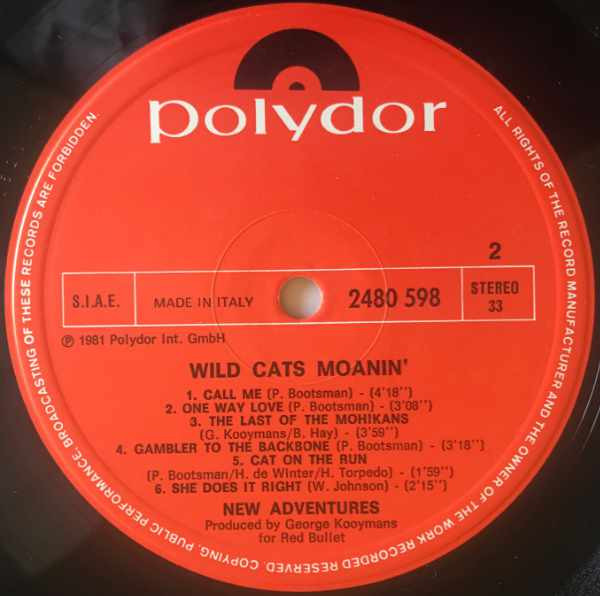 polydor
ALL RIGHTS OF THE RECORD MANUFACTURER AND THE OWNER OF THE WORK RECORDED RESERVED. COPYING, PUBLIC PERFORMANCE, BROADCASTING OF THESE RECORDS ARE FORBIDDEN.
2
S.I.A.E. MADE IN ITALY 2480 598 STEREO
33
℗ 1981 Polydor Int. GmbH
WILD CATS MOANIN'
1. CALL ME (P. Bootsman) - (4'18'')
2. ONE WAY LOVE (P. Bootsman) - (3'08'')
3. THE LAST OF THE MOHIKANS
(G. Kooymans/B. Hay) - (3'59'')
4. GAMBLER TO THE BACKBONE (P. Bootsman) - (3'18'')
5. CAT ON THE RUN
(P. Bootsman/H. de Winter/H. Torpedo) - (1'59'')
6. SHE DOES IT RIGHT (W. Johnson) - (2'15'')
NEW ADVENTURES
Produced by George Kooymans
for Red Bullet